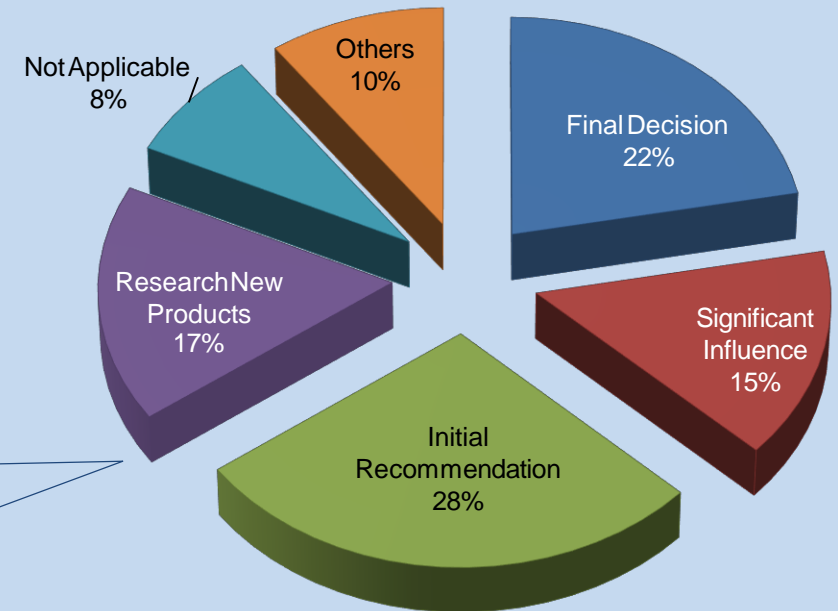 Others
10%
Not Applicable
8%
Final Decision
22%
Significant
Influence
15%
Research New
Products
17%
Initial
Recommendation
28%